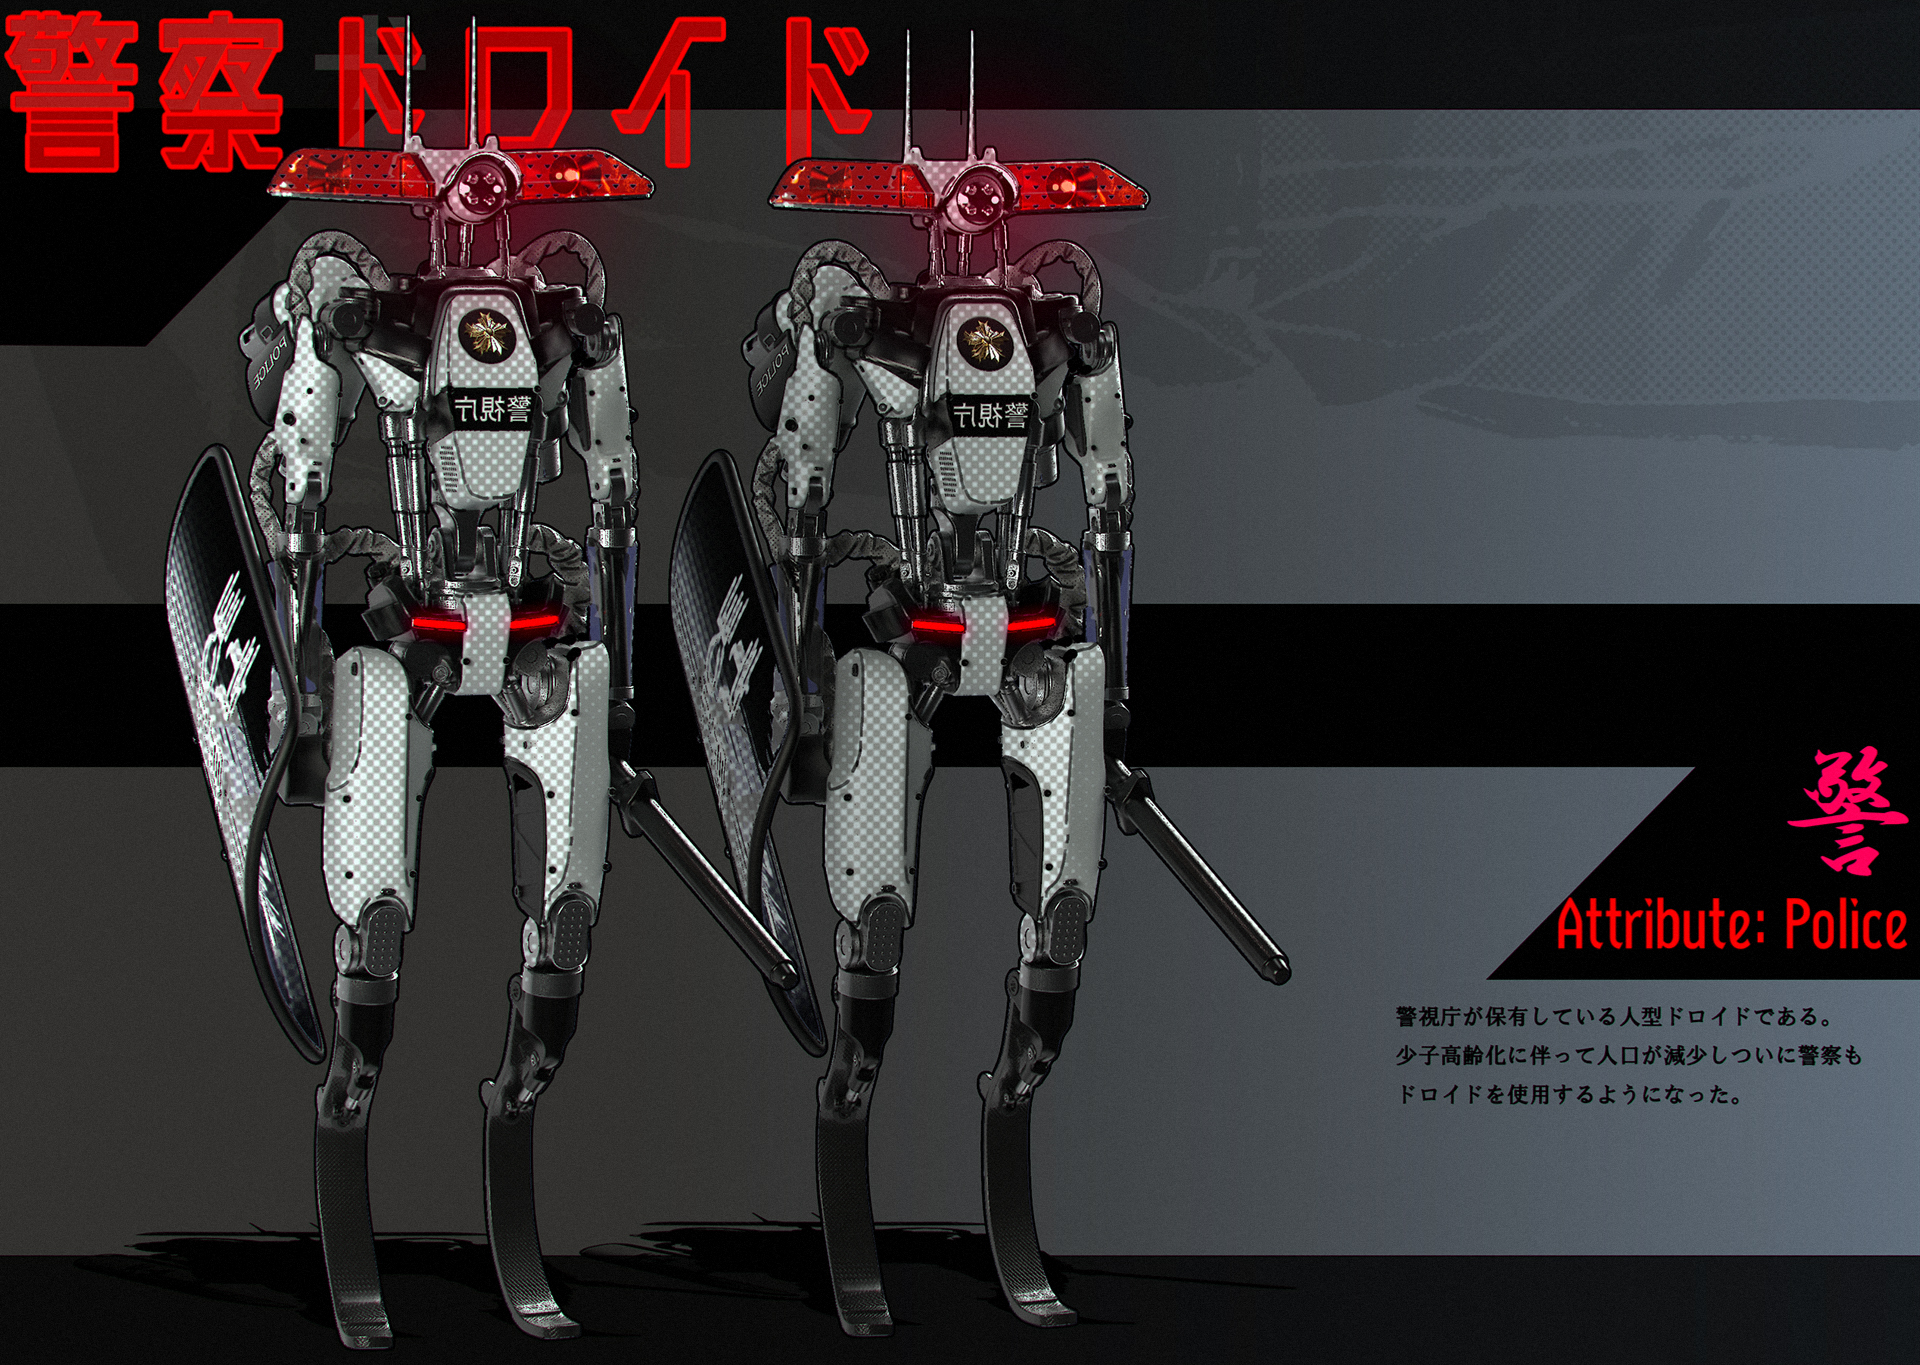 警察ドロイド
POLICE
警視庁
POLICE
警視庁
警
Attribute: Police
警視庁が保有している人型ドロイドである。
少子高齢化に伴って人口が減少しついに警察も
ドロイドを使用するようになった。